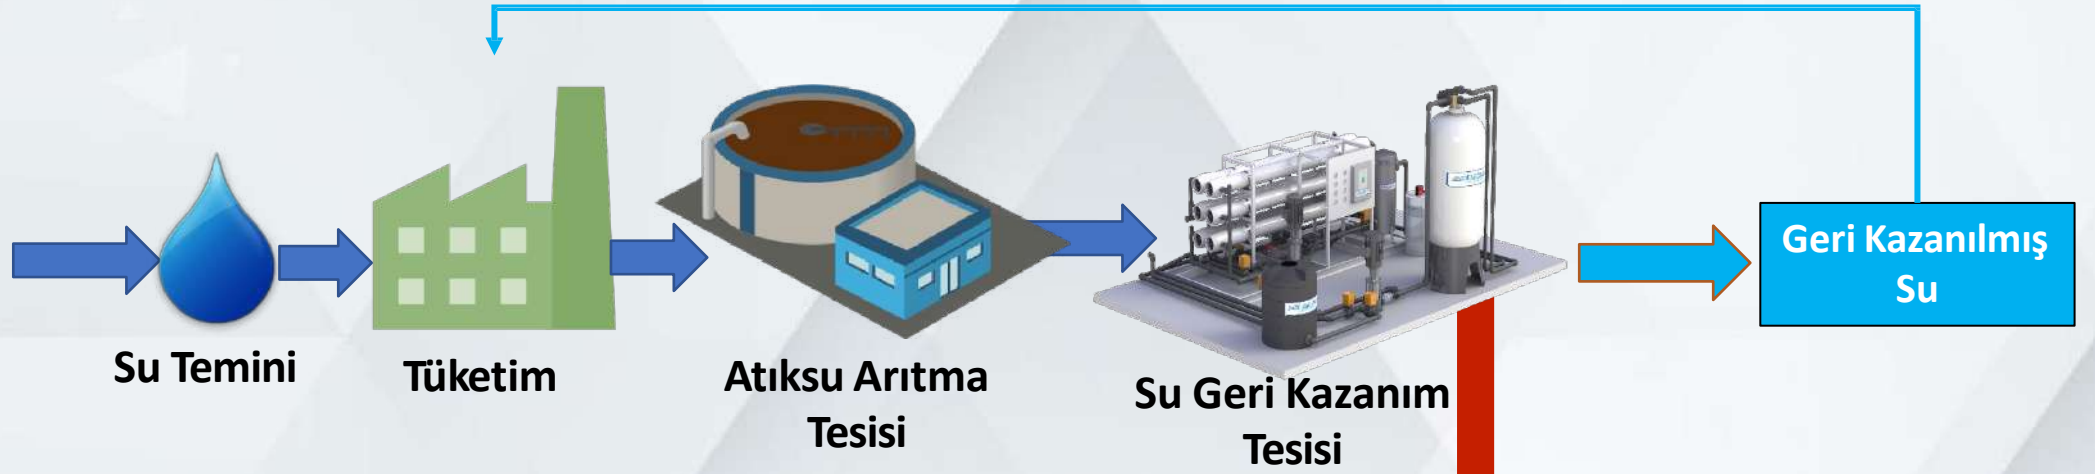 Geri Kazanılmış
Su
Su Temini
Tüketim
Atıksu Arıtma
Tesisi
Su Geri Kazanım
Tesisi